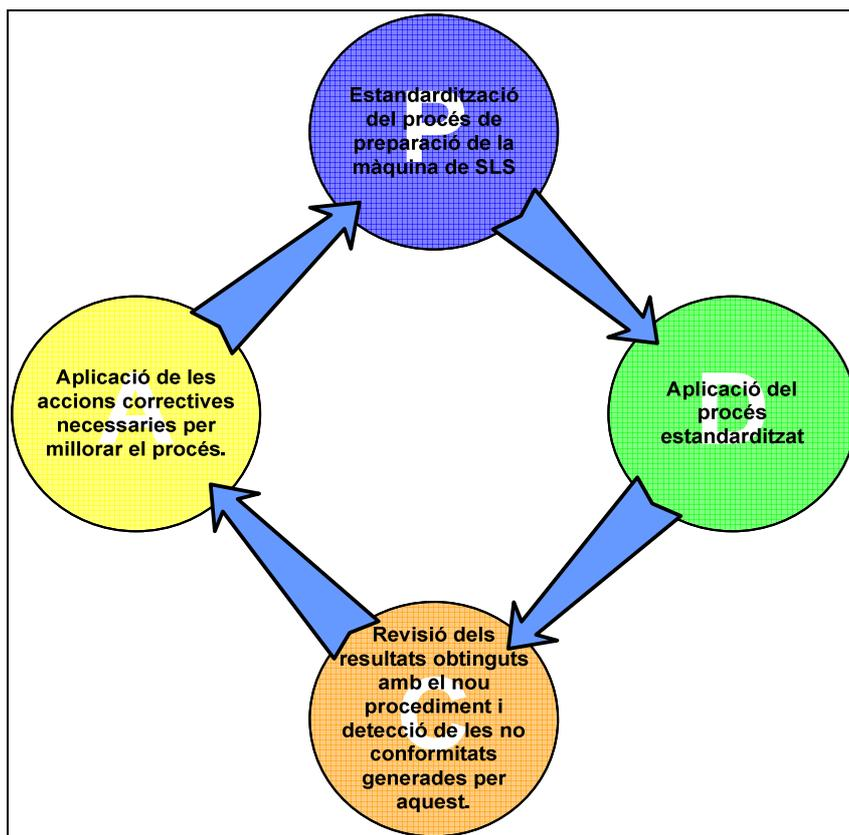 P
Estandardització
del procés de
preparació de la
màquina de SLS
D
Aplicació del
procés
estandarditzat
C
Revisió dels
resultats obtinguts
amb el nou
procediment i
detecció de les no
conformitats
generades per
aquest.
A
Aplicació de les
accions correctives
necessaries per
millorar el procés.